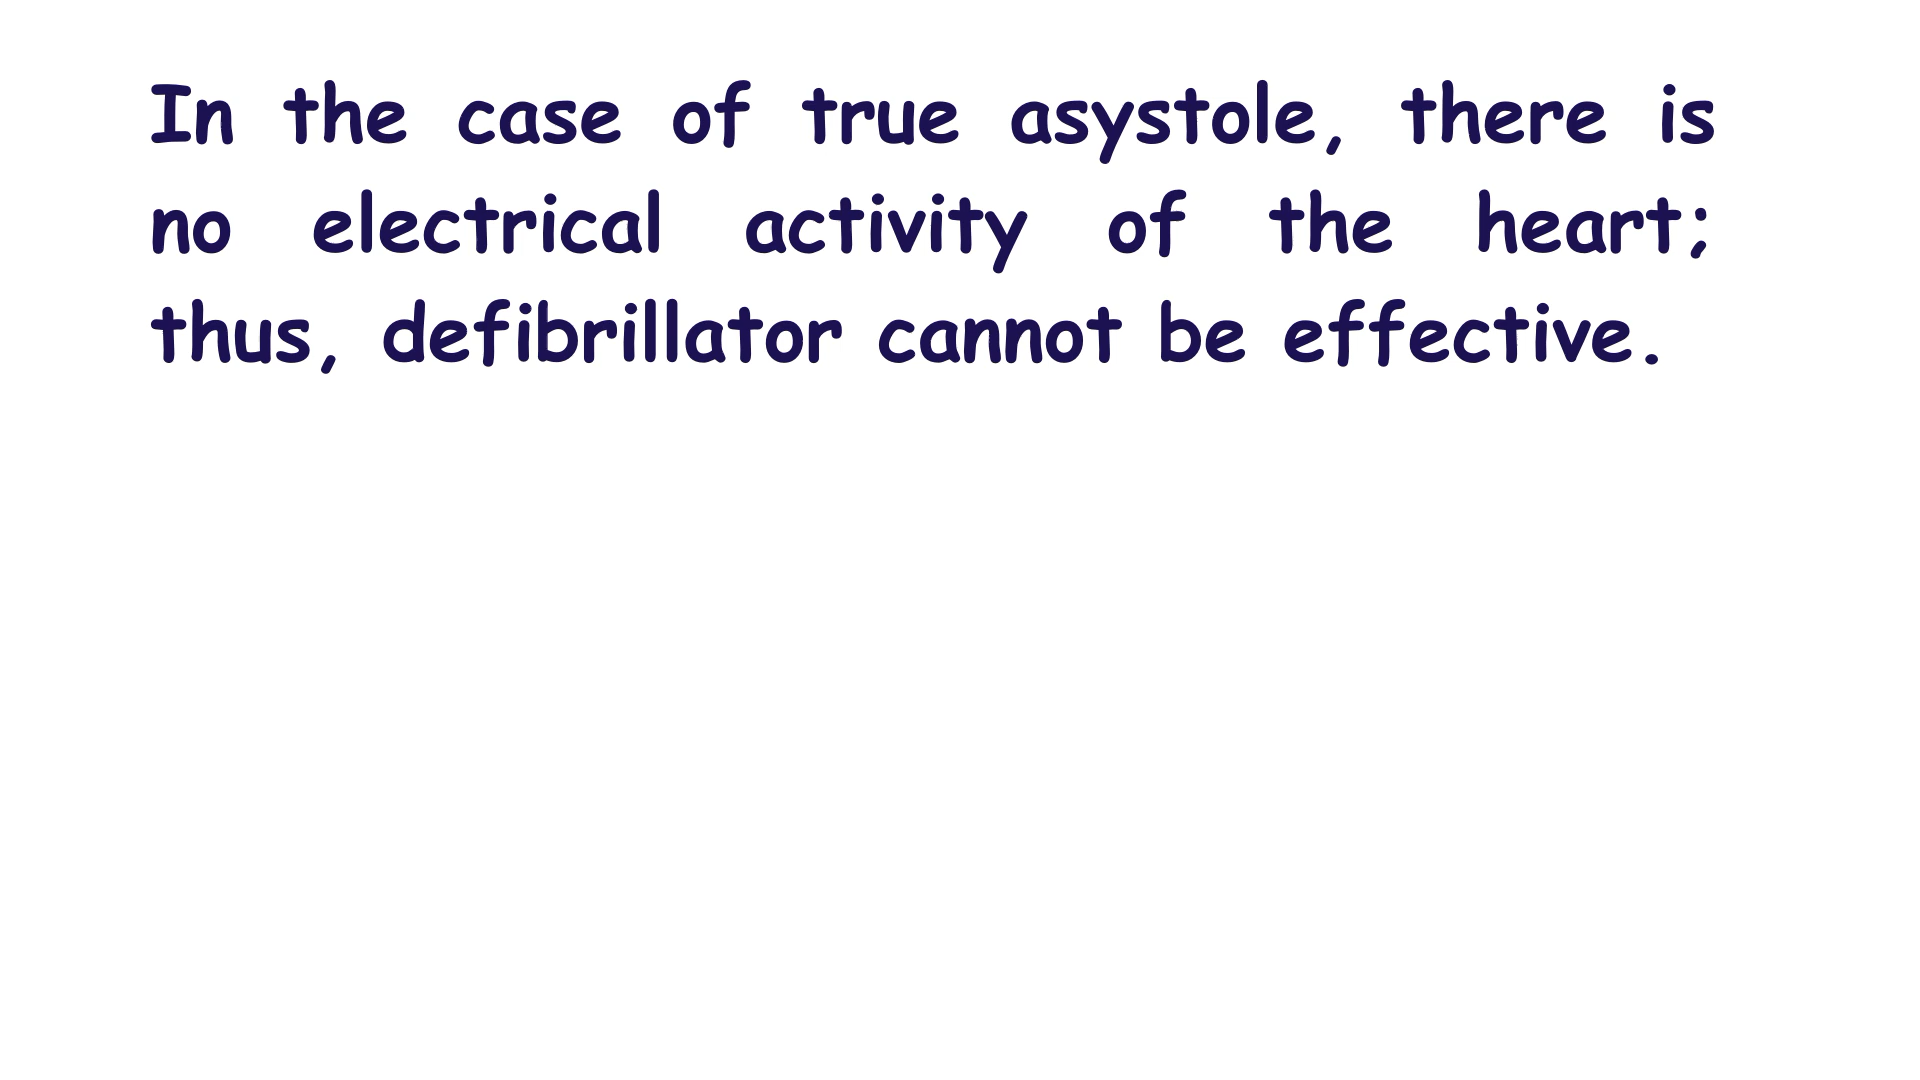 In the case of true asystole, there is
no electrical activity of the heart;
thus, defibrillator cannot be effective.